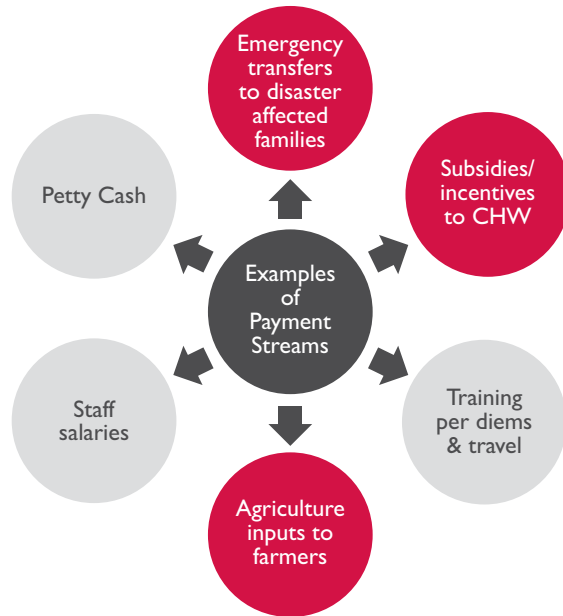 Emergency
transfers
to disaster
affected
families
Subsidies/
incentives
to CHW
Petty Cash
Examples
of
Payment
Streams
Staff
salaries
Training
per diems
& travel
Agriculture
inputs to
farmers